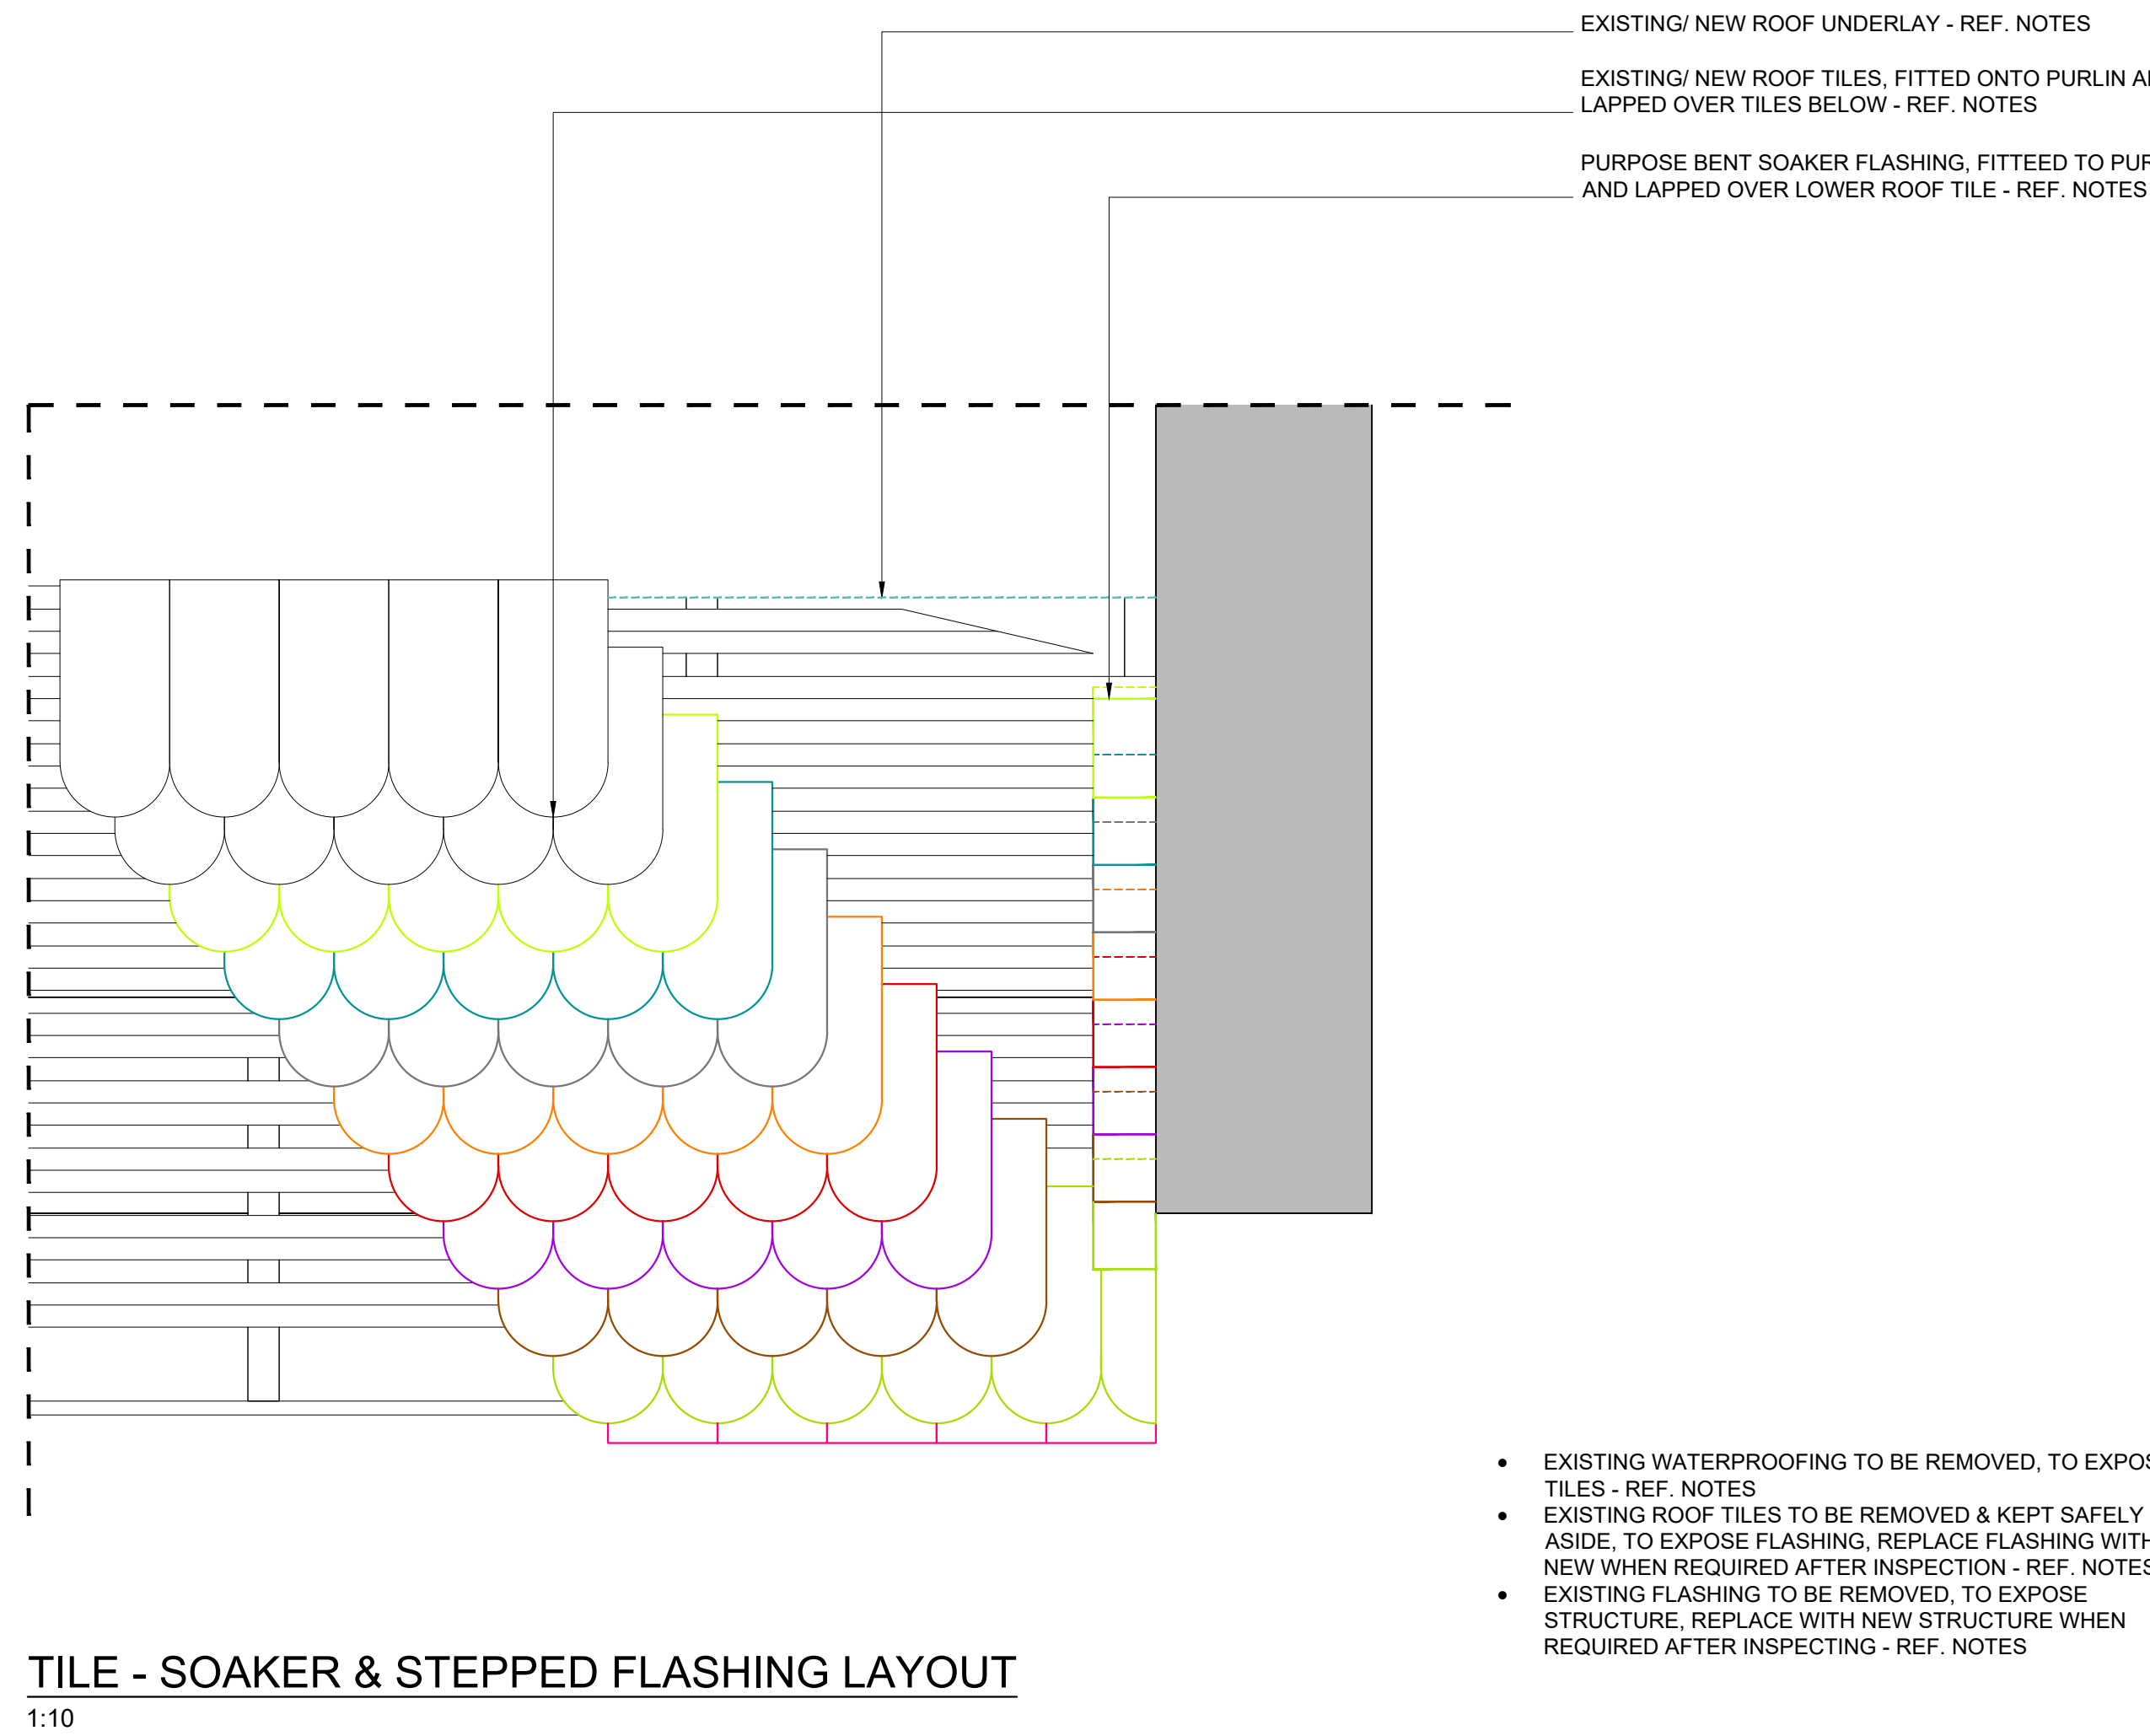 EXISTING/ NEW ROOF UNDERLAY - REF. NOTES
EXISTING/ NEW ROOF TILES, FITTED ONTO PURLIN
LAPPED OVER TILES BELOW - REF. NOTES
PURPOSE BENT SOAKER FLASHING, FITTEED TO
AND LAPPED OVER LOWER ROOF TILE - REF. NOTES
• EXISTING WATERPROOFING TO BE REMOVED, TO
TILES - REF. NOTES
• EXISTING ROOF TILES TO BE REMOVED & KEPT SAFELY
ASIDE, TO EXPOSE FLASHING, REPLACE FLASHING WITH
NEW WHEN REQUIRED AFTER INSPECTION - REF. NOTES
• EXISTING FLASHING TO BE REMOVED, TO EXPOSE
STRUCTURE, REPLACE WITH NEW STRUCTURE WHEN
REQUIRED AFTER INSPECTING - REF. NOTES
TILE - SOAKER & STEPPED FLASHING LAYOUT
1:10